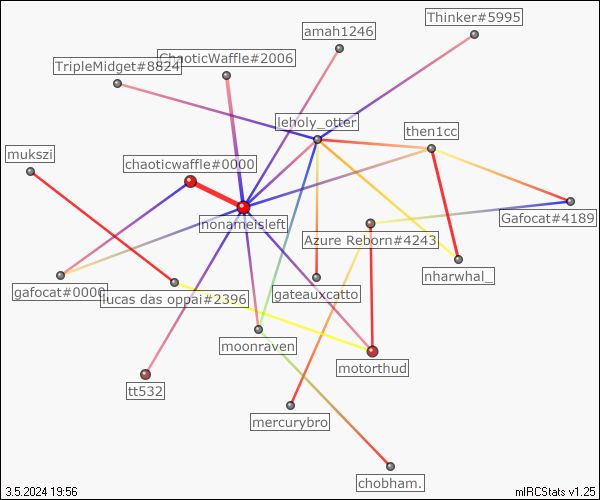 Thinker#5995
amah1246
ChaoticWaffle#2006
TripleMidget#8824
leholy_otter
then1cc
mukszi
chaoticwaffle#0000
Gafocat#4189
nonameisleft
Azure Reborn#4243
nharwhal_
gafocat#0000
lucas das oppai#2396
gateauxcatto
moonraven
motorthud
tt532
mercurybro
chobham.
3.5.2024 19:56
mIRCStats v1.25